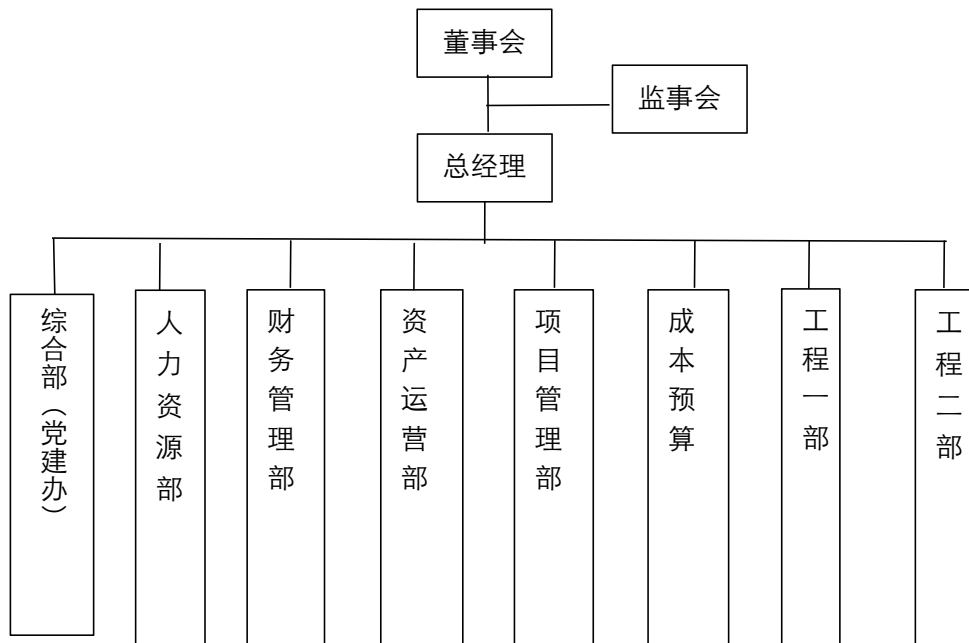 董事会
监事会
总经理
综合部（党建办）
人力资源部
财务管理部
资产运营部
项目管理部
成本预算
工程一部
工程二部